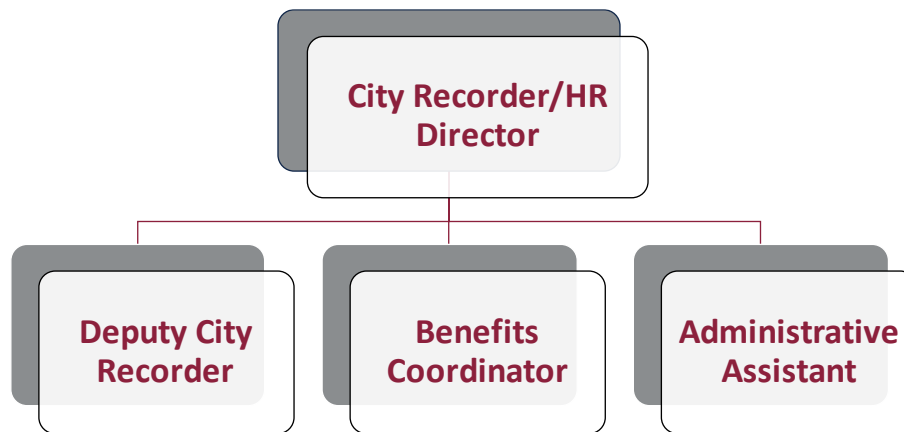 City Recorder/HR
Director
Deputy City
Recorder
Benefits
Coordinator
Administrative
Assistant